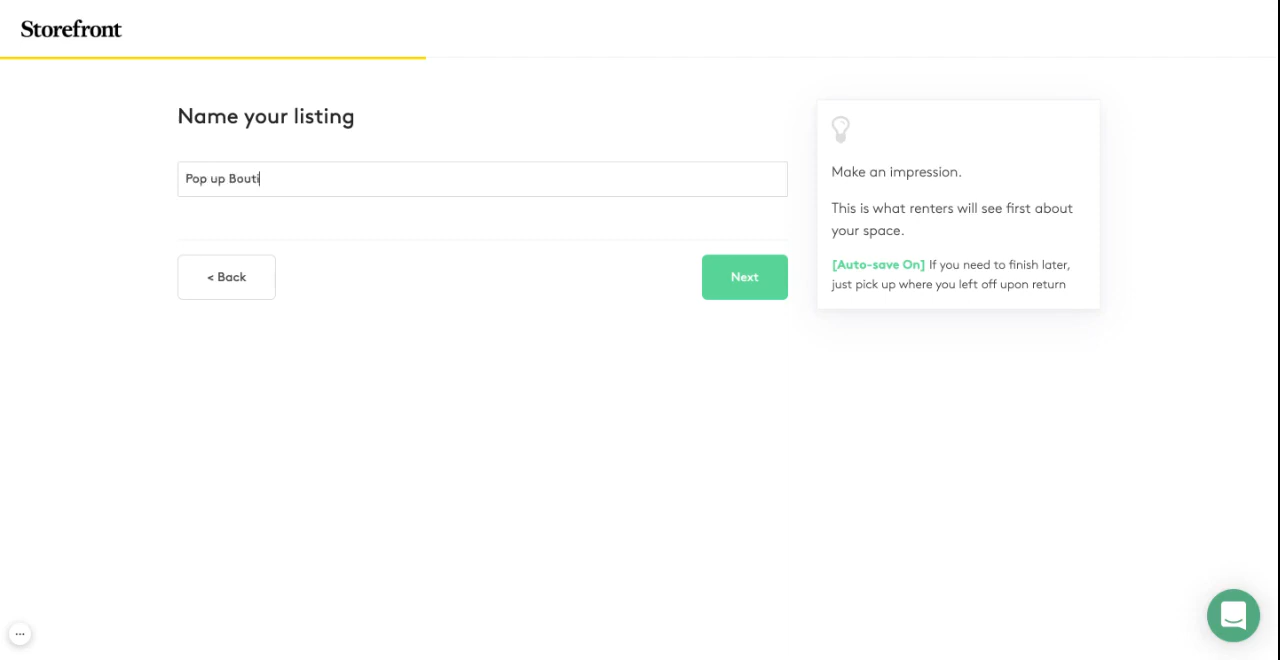 Storefront
Name your listing
Pop up Bouti
< Back
Next
Make an impression.
This is what renters will see first about
your space.
[Auto-save On] If you need to finish later,
just pick up where you left off upon return
...